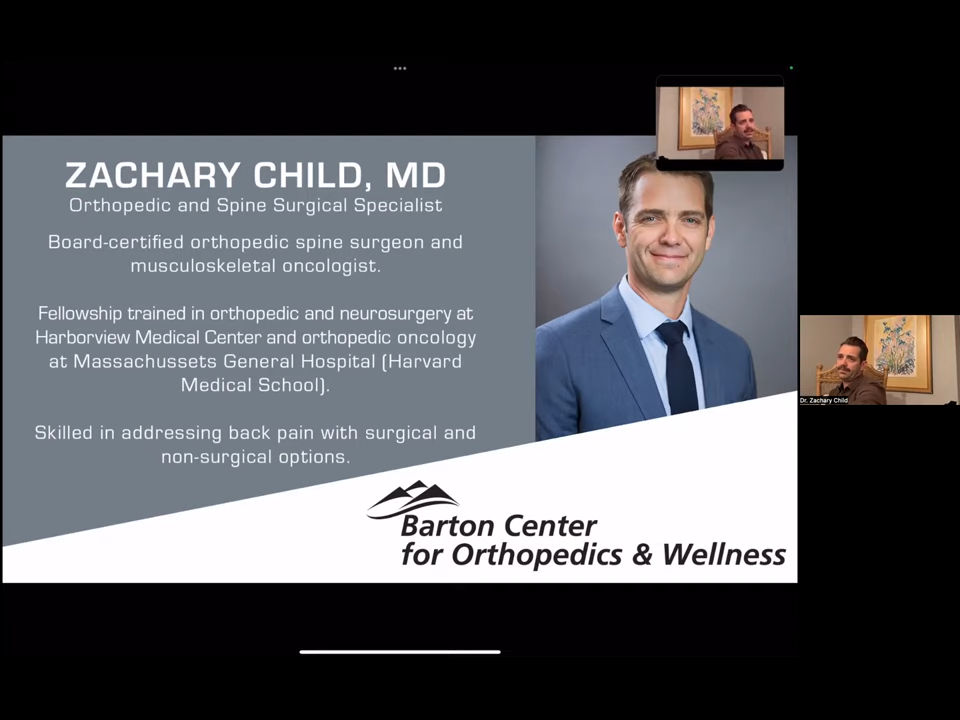 ZACHARY CHILD, MD
Orthopedic and Spine Surgical Specialist
Board-certified orthopedic spine surgeon and
musculoskeletal oncologist.
Fellowship trained in orthopedic and neurosurgery at
Harborview Medical Center and orthopedic oncology
at Massachussets General Hospital (Harvard
Medical School).
Skilled in addressing back pain with surgical and
non-surgical options.
Barton Center
for Orthopedics & Wellness
Dr. Zachary Child